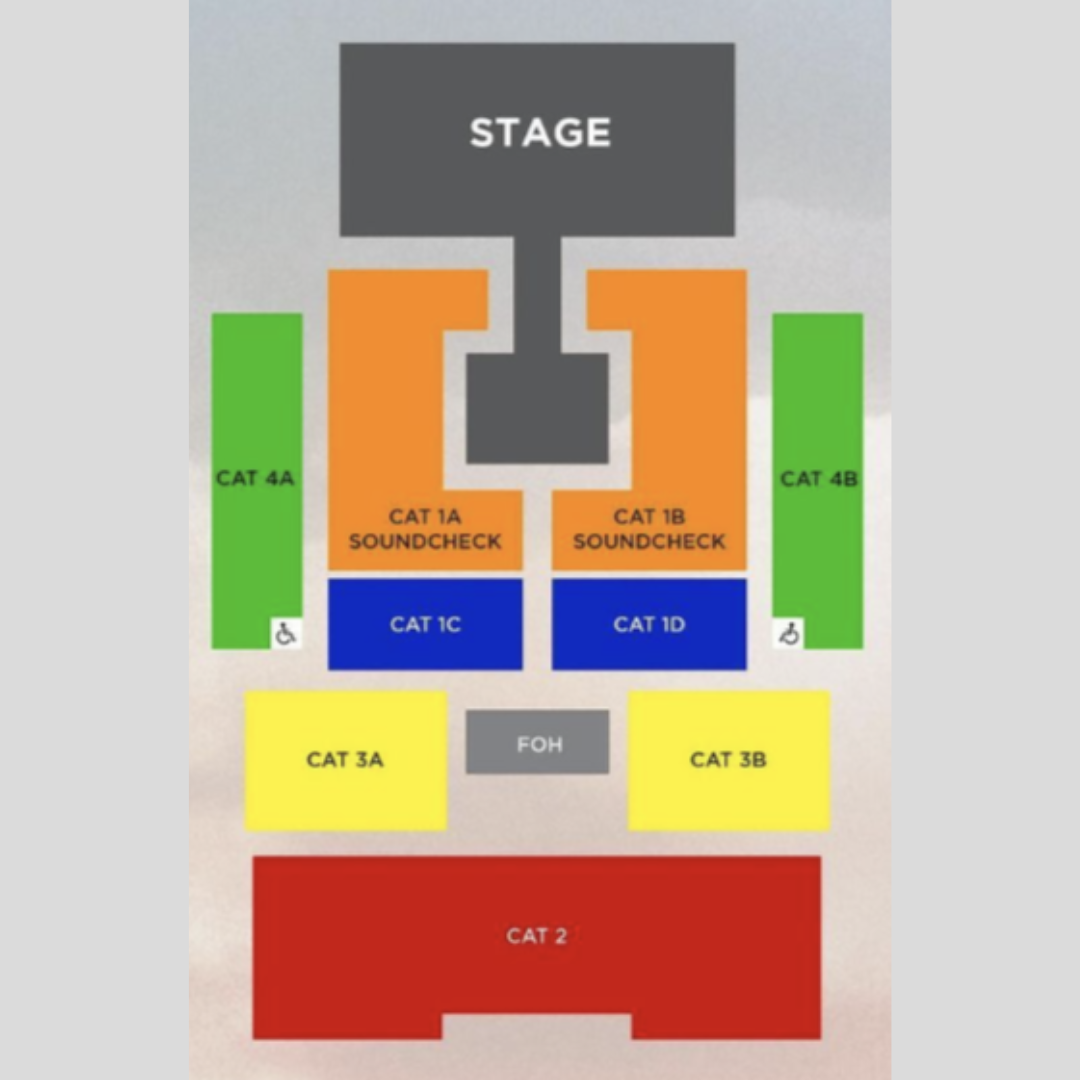 STAGE
CAT 4A
CAT 4B
CAT 1A
SOUNDCHECK
CAT 1B
SOUNDCHECK
CAT 1C
CAT 1D
CAT 3A
FOH
CAT 3B
CAT 2